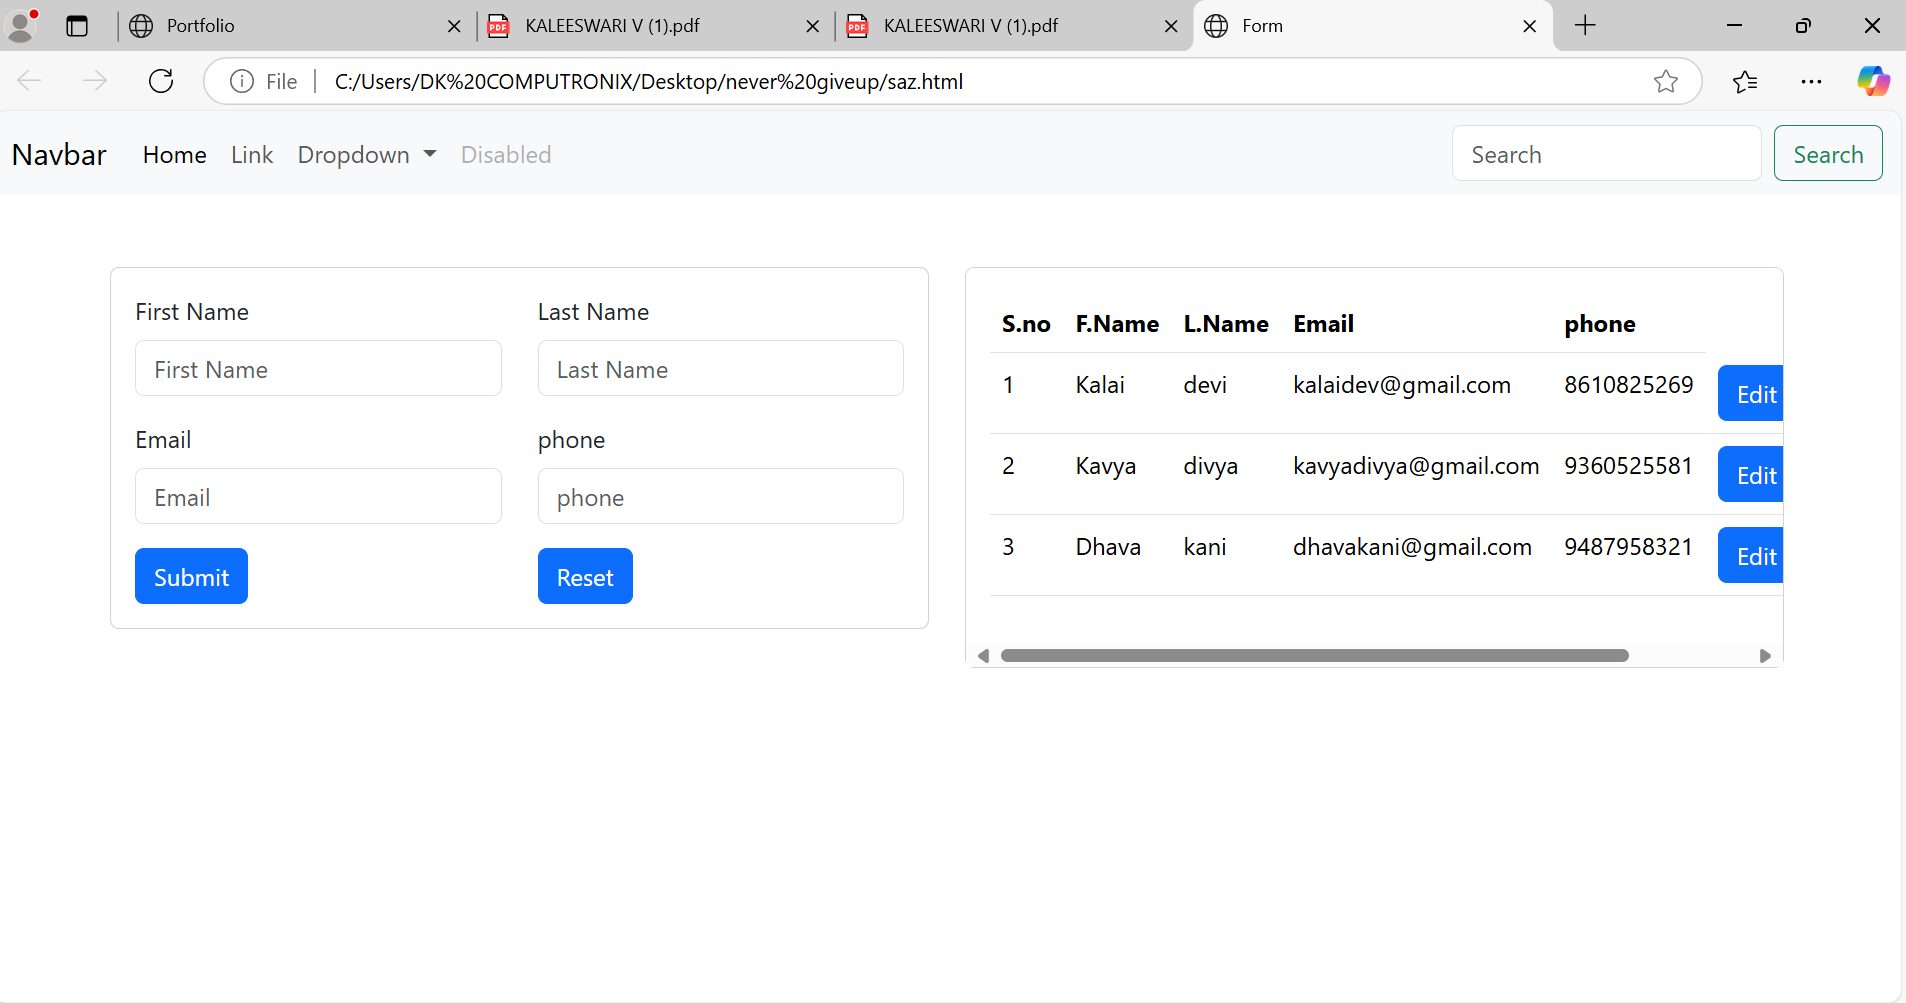 Portfolio
KALEESWARI V (1).pdf
KALEESWARI V (1).pdf
Form
File
C:/Users/DK%20COMPUTRONIX/Desktop/never%20giveup/saz.html
Navbar Home Link Dropdown Disabled Search Search
First Name Last Name
First Name Last Name
Email phone
Email phone
Submit Reset
S.no F.Name L.Name Email phone
1 Kalai devi kalaidev@gmail.com 8610825269 Edit
2 Kavya divya kavyadivya@gmail.com 9360525581 Edit
3 Dhava kani dhavakani@gmail.com 9487958321 Edit